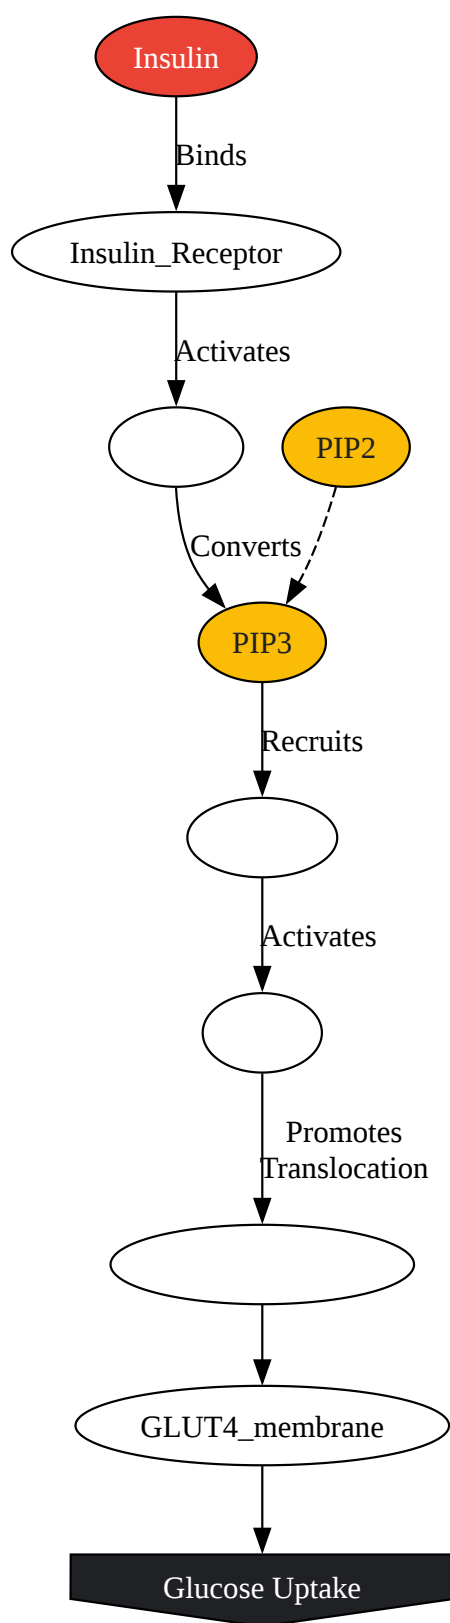 Insulin
Binds
Insulin_Receptor
Activates
PIP2
Converts
PIP3
Recruits
Activates
Promotes
Translocation
GLUT4_membrane
Glucose Uptake